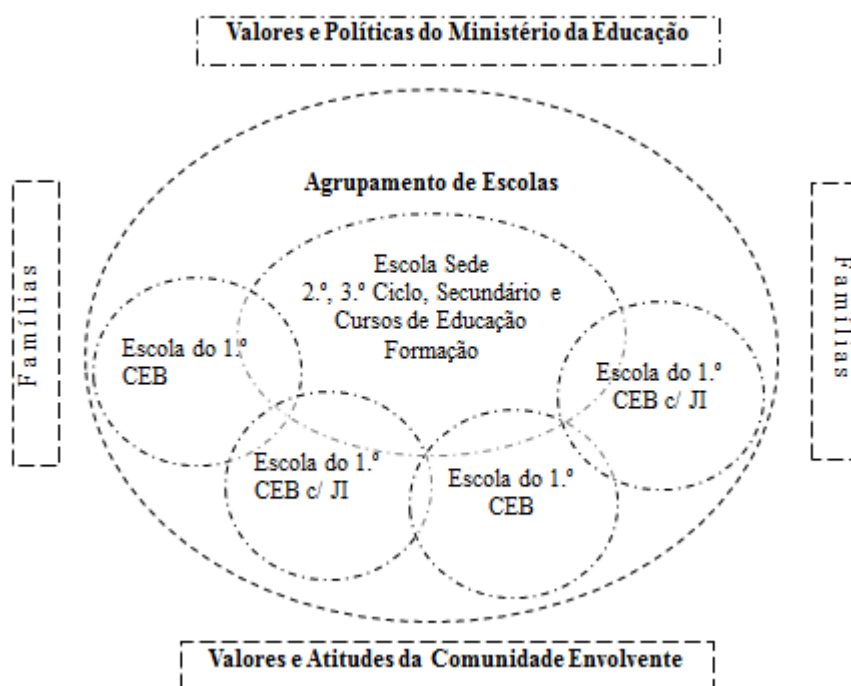 Valores e Políticas do Ministério da Educação
Agrupamento de Escolas
Famílias
Famílias
Escola Sede
2.º, 3.º Ciclo, Secundário e
Cursos de Educação
Formação
Escola do 1.º
CEB
Escola do 1.º
CEB c/ JI
Escola do 1.º
CEB c/ JI
Escola do 1.º
CEB
Valores e Atitudes da Comunidade Envolvente